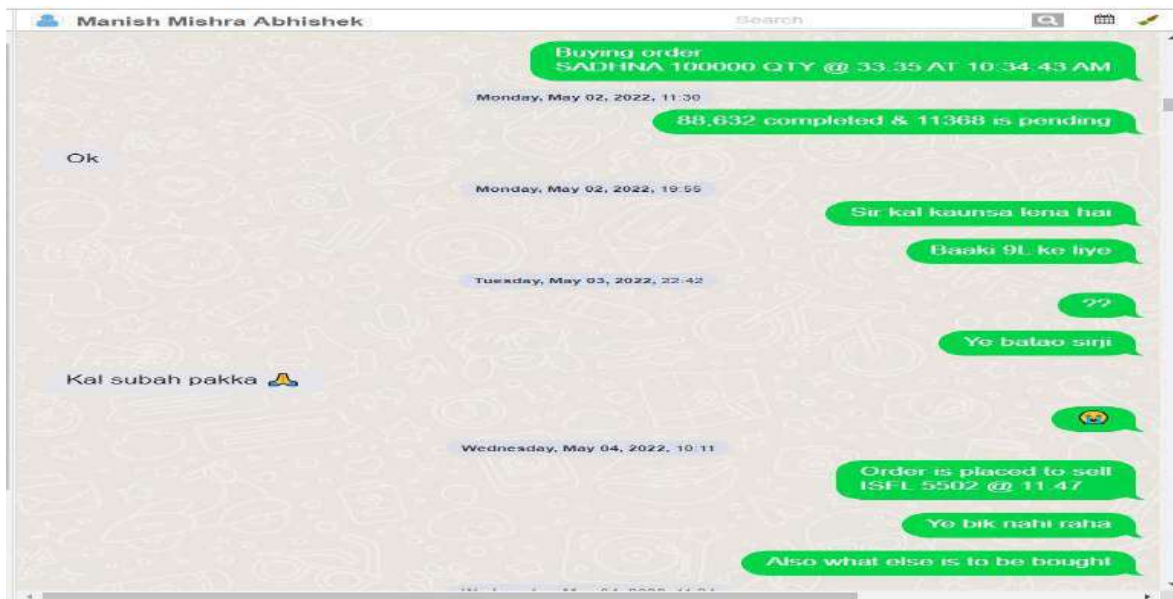 Manish Mishra Abhishek
Search
Buying order
SADHNA 100000 QTY @ 33.35 AT 10:34:43 AM
Monday, May 02, 2022, 11:30
88,632 completed & 11368 is pending
Ok
Monday, May 02, 2022, 19:55
Sir kal kaunsa lena hai
Baaki 9L ke liye
Tuesday, May 03, 2022, 22:42
??
Ye batao sirji
Kal subah pakka 🙏
😭
Wednesday, May 04, 2022, 10:11
Order is placed to sell
ISFL 5502 @ 11.47
Ye bik nahi raha
Also what else is to be bought